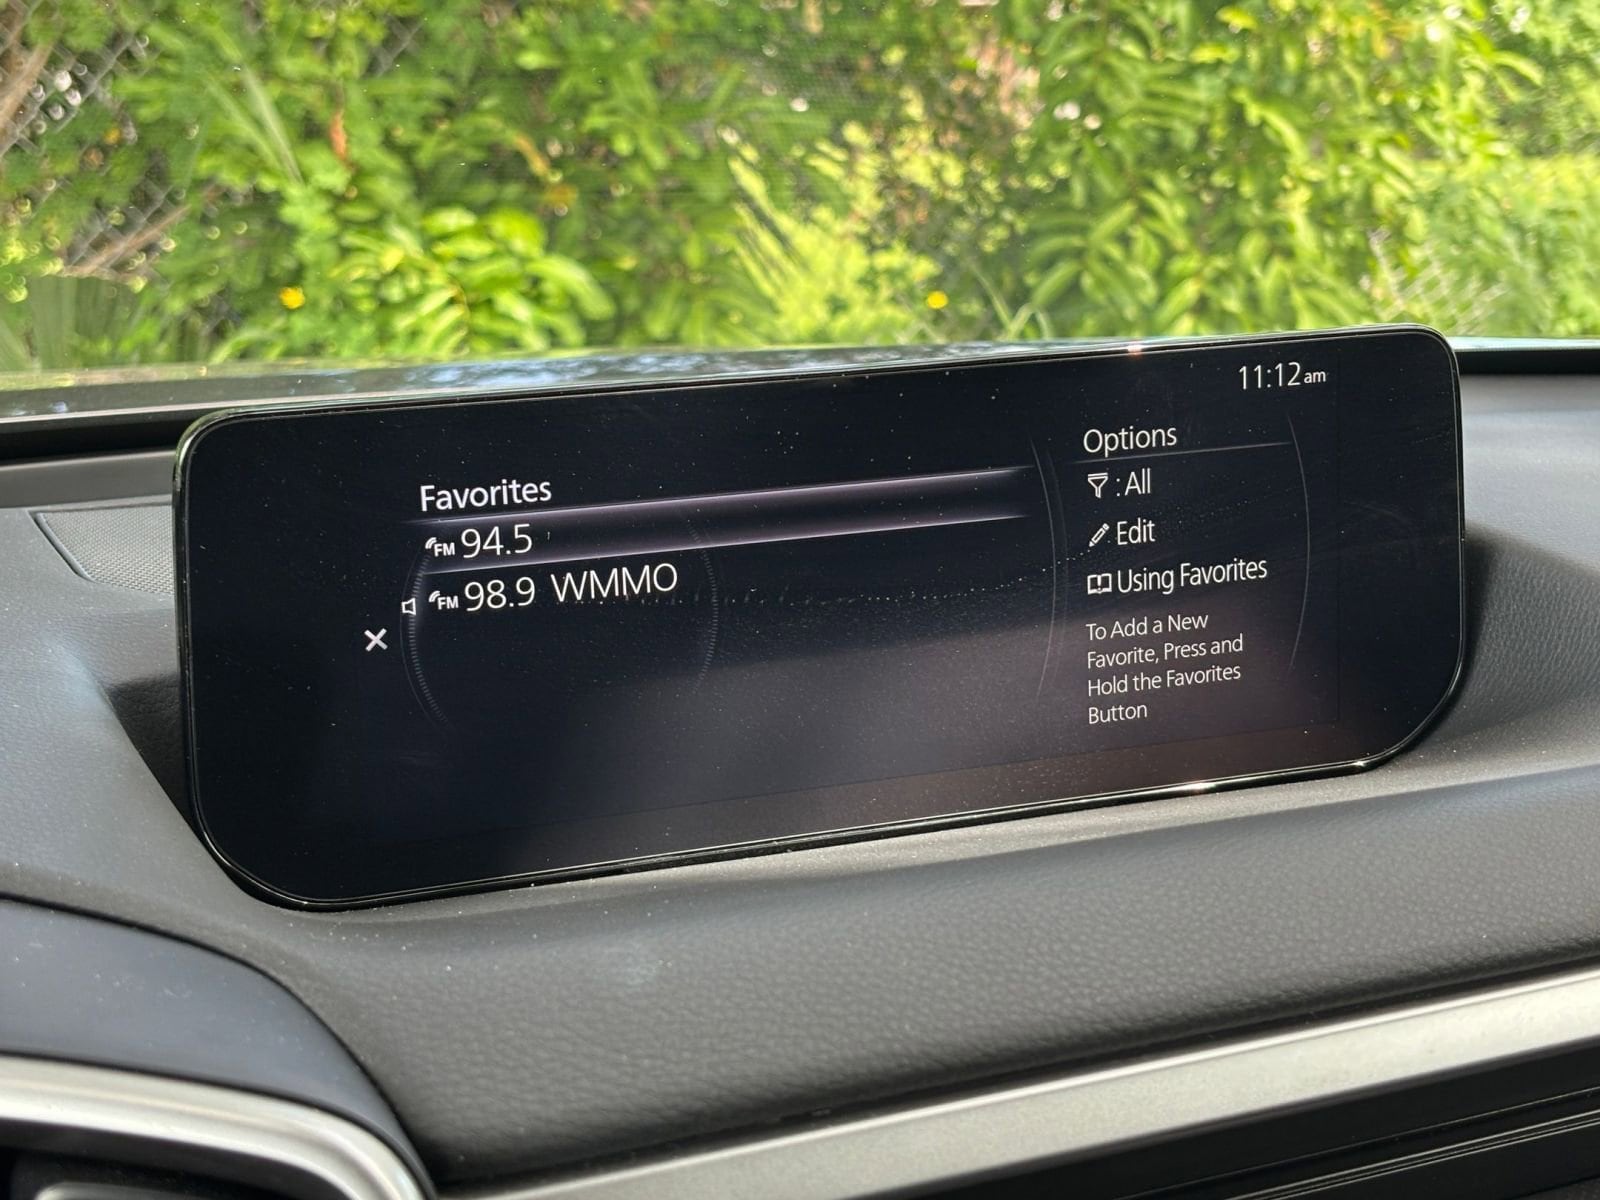 11:12am
Favorites
FM 94.5
FM 98.9 WMMO
Options
: All
Edit
Using Favorites
To Add a New
Favorite, Press and
Hold the Favorites
Button